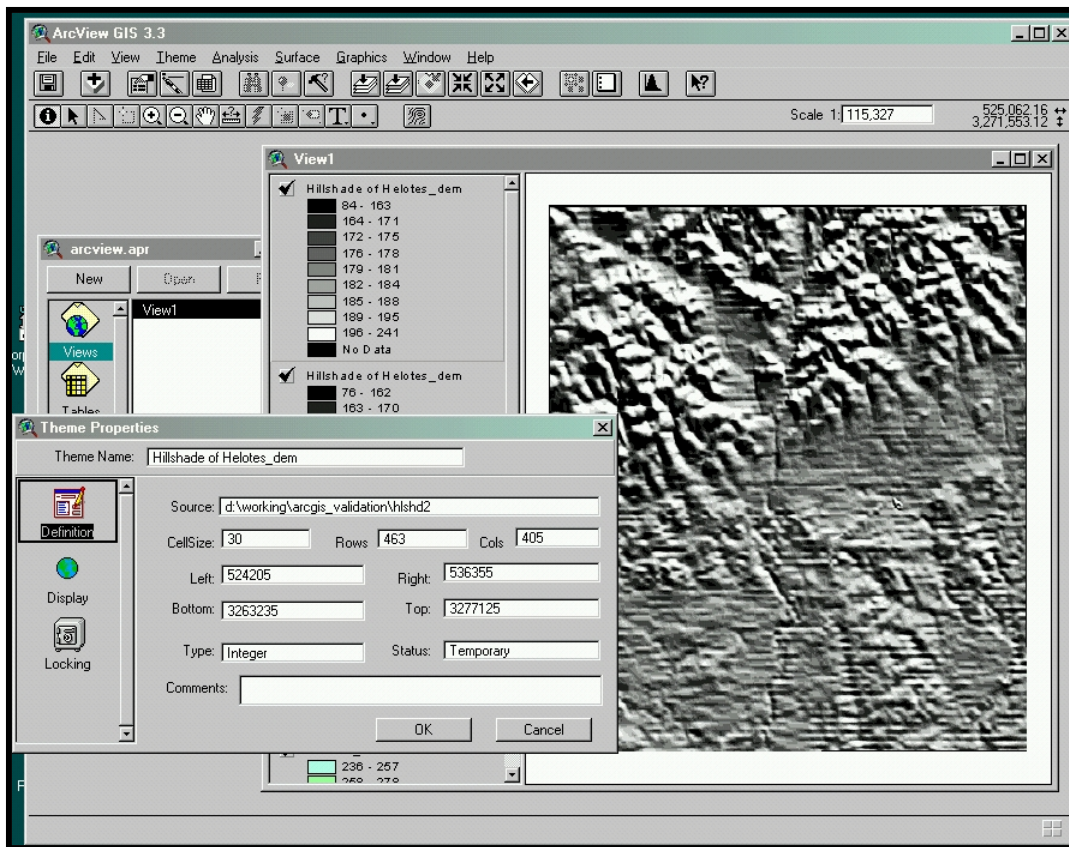 ArcView GIS 3.3
File Edit View Theme Analysis Surface Graphics Window Help
Scale 1: 115,327
525,062.16
3,271,553.12
View1
Hillshade of Helotes_dem
84 - 163
164 - 171
172 - 175
176 - 178
179 - 181
182 - 184
185 - 188
189 - 195
196 - 241
No Data
Hillshade of Helotes_dem
76 - 162
163 - 170
arcview.apr
New Open
View1
Views
Tables
Theme Properties
Theme Name: Hillshade of Helotes_dem
Definition
Display
Locking
Source: d:\working\arcgis_validation\hlshd2
CellSize: 30 Rows 463 Cols 405
Left: 524205 Right: 536355
Bottom: 3263235 Top: 3277125
Type: Integer Status: Temporary
Comments:
OK Cancel
236 - 257
258 - 278